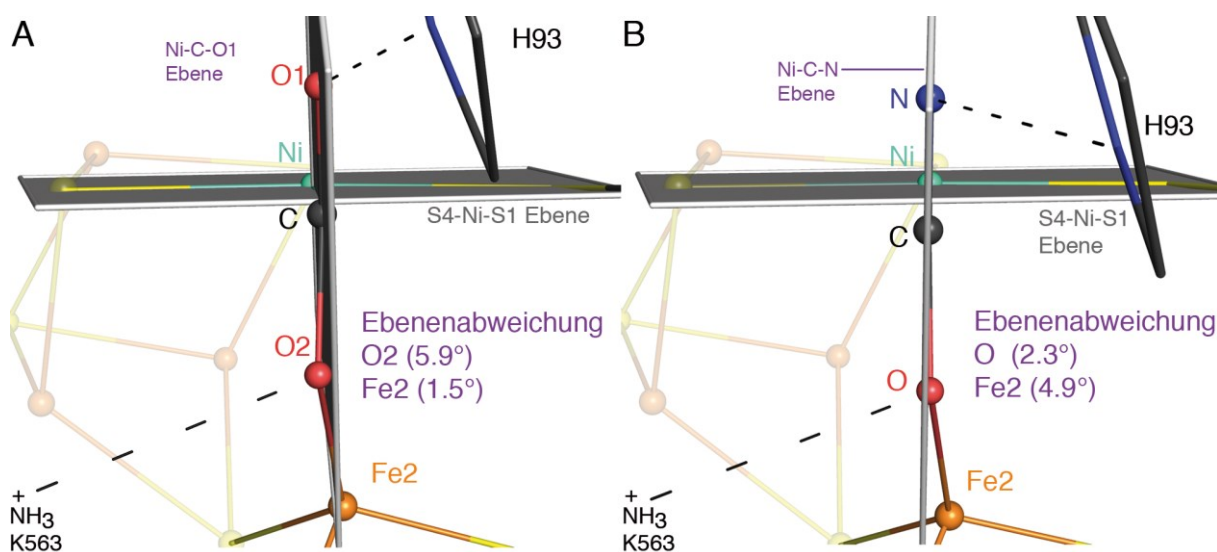 A
Ni-C-O1
Ebene
O1
H93
Ni
C
S4-Ni-S1 Ebene
O2
Ebenenabweichung
O2 (5.9°)
Fe2 (1.5°)
Fe2
+
NH3
K563
B
Ni-C-N
Ebene
N
H93
Ni
C
S4-Ni-S1
Ebene
O
Ebenenabweichung
O (2.3°)
Fe2 (4.9°)
Fe2
+
NH3
K563